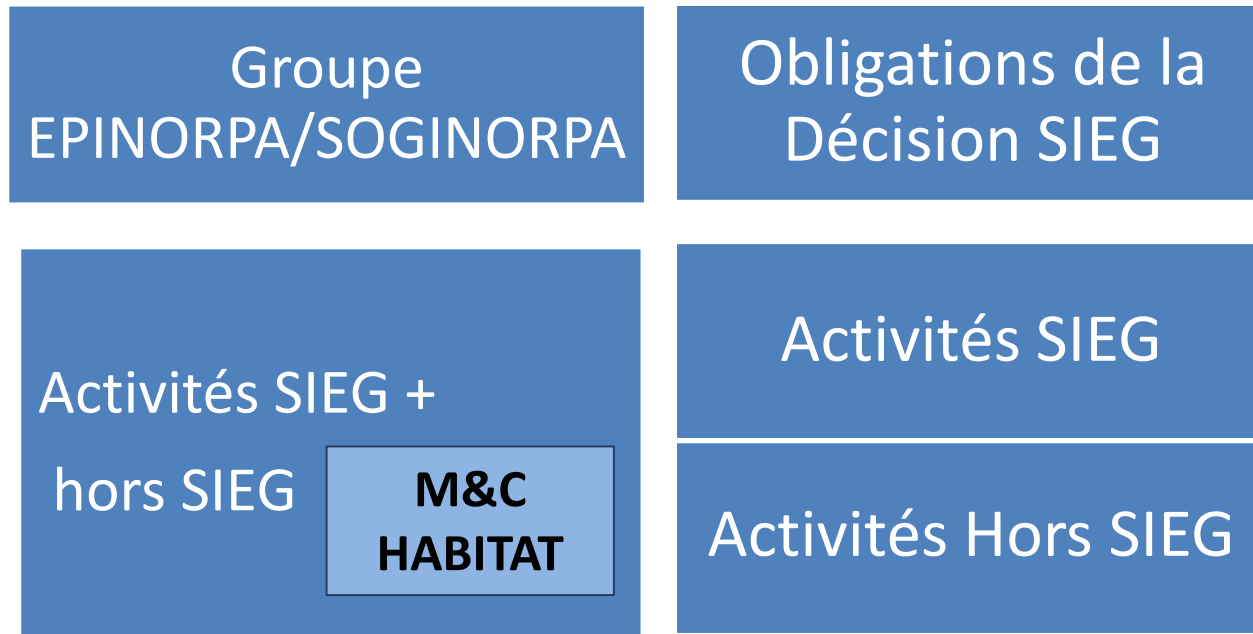 Groupe
EPINORPA/SOGINORPA
Obligations de la
Décision SIEG
Activités SIEG +
hors SIEG
M&C
HABITAT
Activités SIEG
Activités Hors SIEG